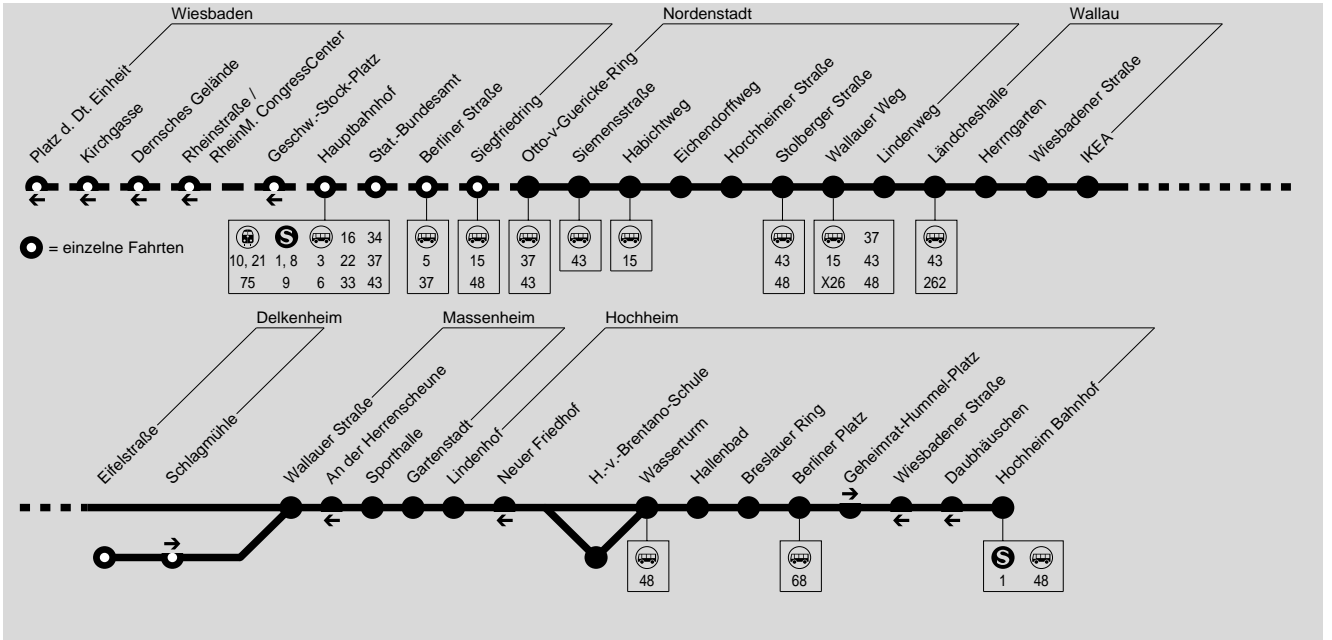 Wiesbaden
Nordenstadt
Wallau
Platz d. Dt. Einheit
Kirchgasse
Dernsches Gelände
Rheinstraße /
RheinM. CongressCenter
Geschw.-Stock-Platz
Hauptbahnhof
Stat.-Bundesamt
Berliner Straße
Siegfriedring
Otto-v-Guericke-Ring
Siemensstraße
Habichtweg
Eichendorffweg
Horchheimer Straße
Stolberger Straße
Wallauer Weg
Lindenweg
Ländcheshalle
Herrngarten
Wiesbadener Straße
IKEA
= einzelne Fahrten
S 16 34
10, 21 1, 8 3 22 37
75 9 6 33 43
5
37
15
48
37
43
43
15
43
48
37
15 43
X26 48
43
262
Delkenheim
Massenheim
Hochheim
Eifelstraße
Schlagmühle
Wallauer Straße
An der Herrenscheune
Sporthalle
Gartenstadt
Lindenhof
Neuer Friedhof
H.-v.-Brentano-Schule
Wasserturm
Hallenbad
Breslauer Ring
Berliner Platz
Geheimrat-Hummel-Platz
Wiesbadener Straße
Daubhäuschen
Hochheim Bahnhof
48
68
S
1 48